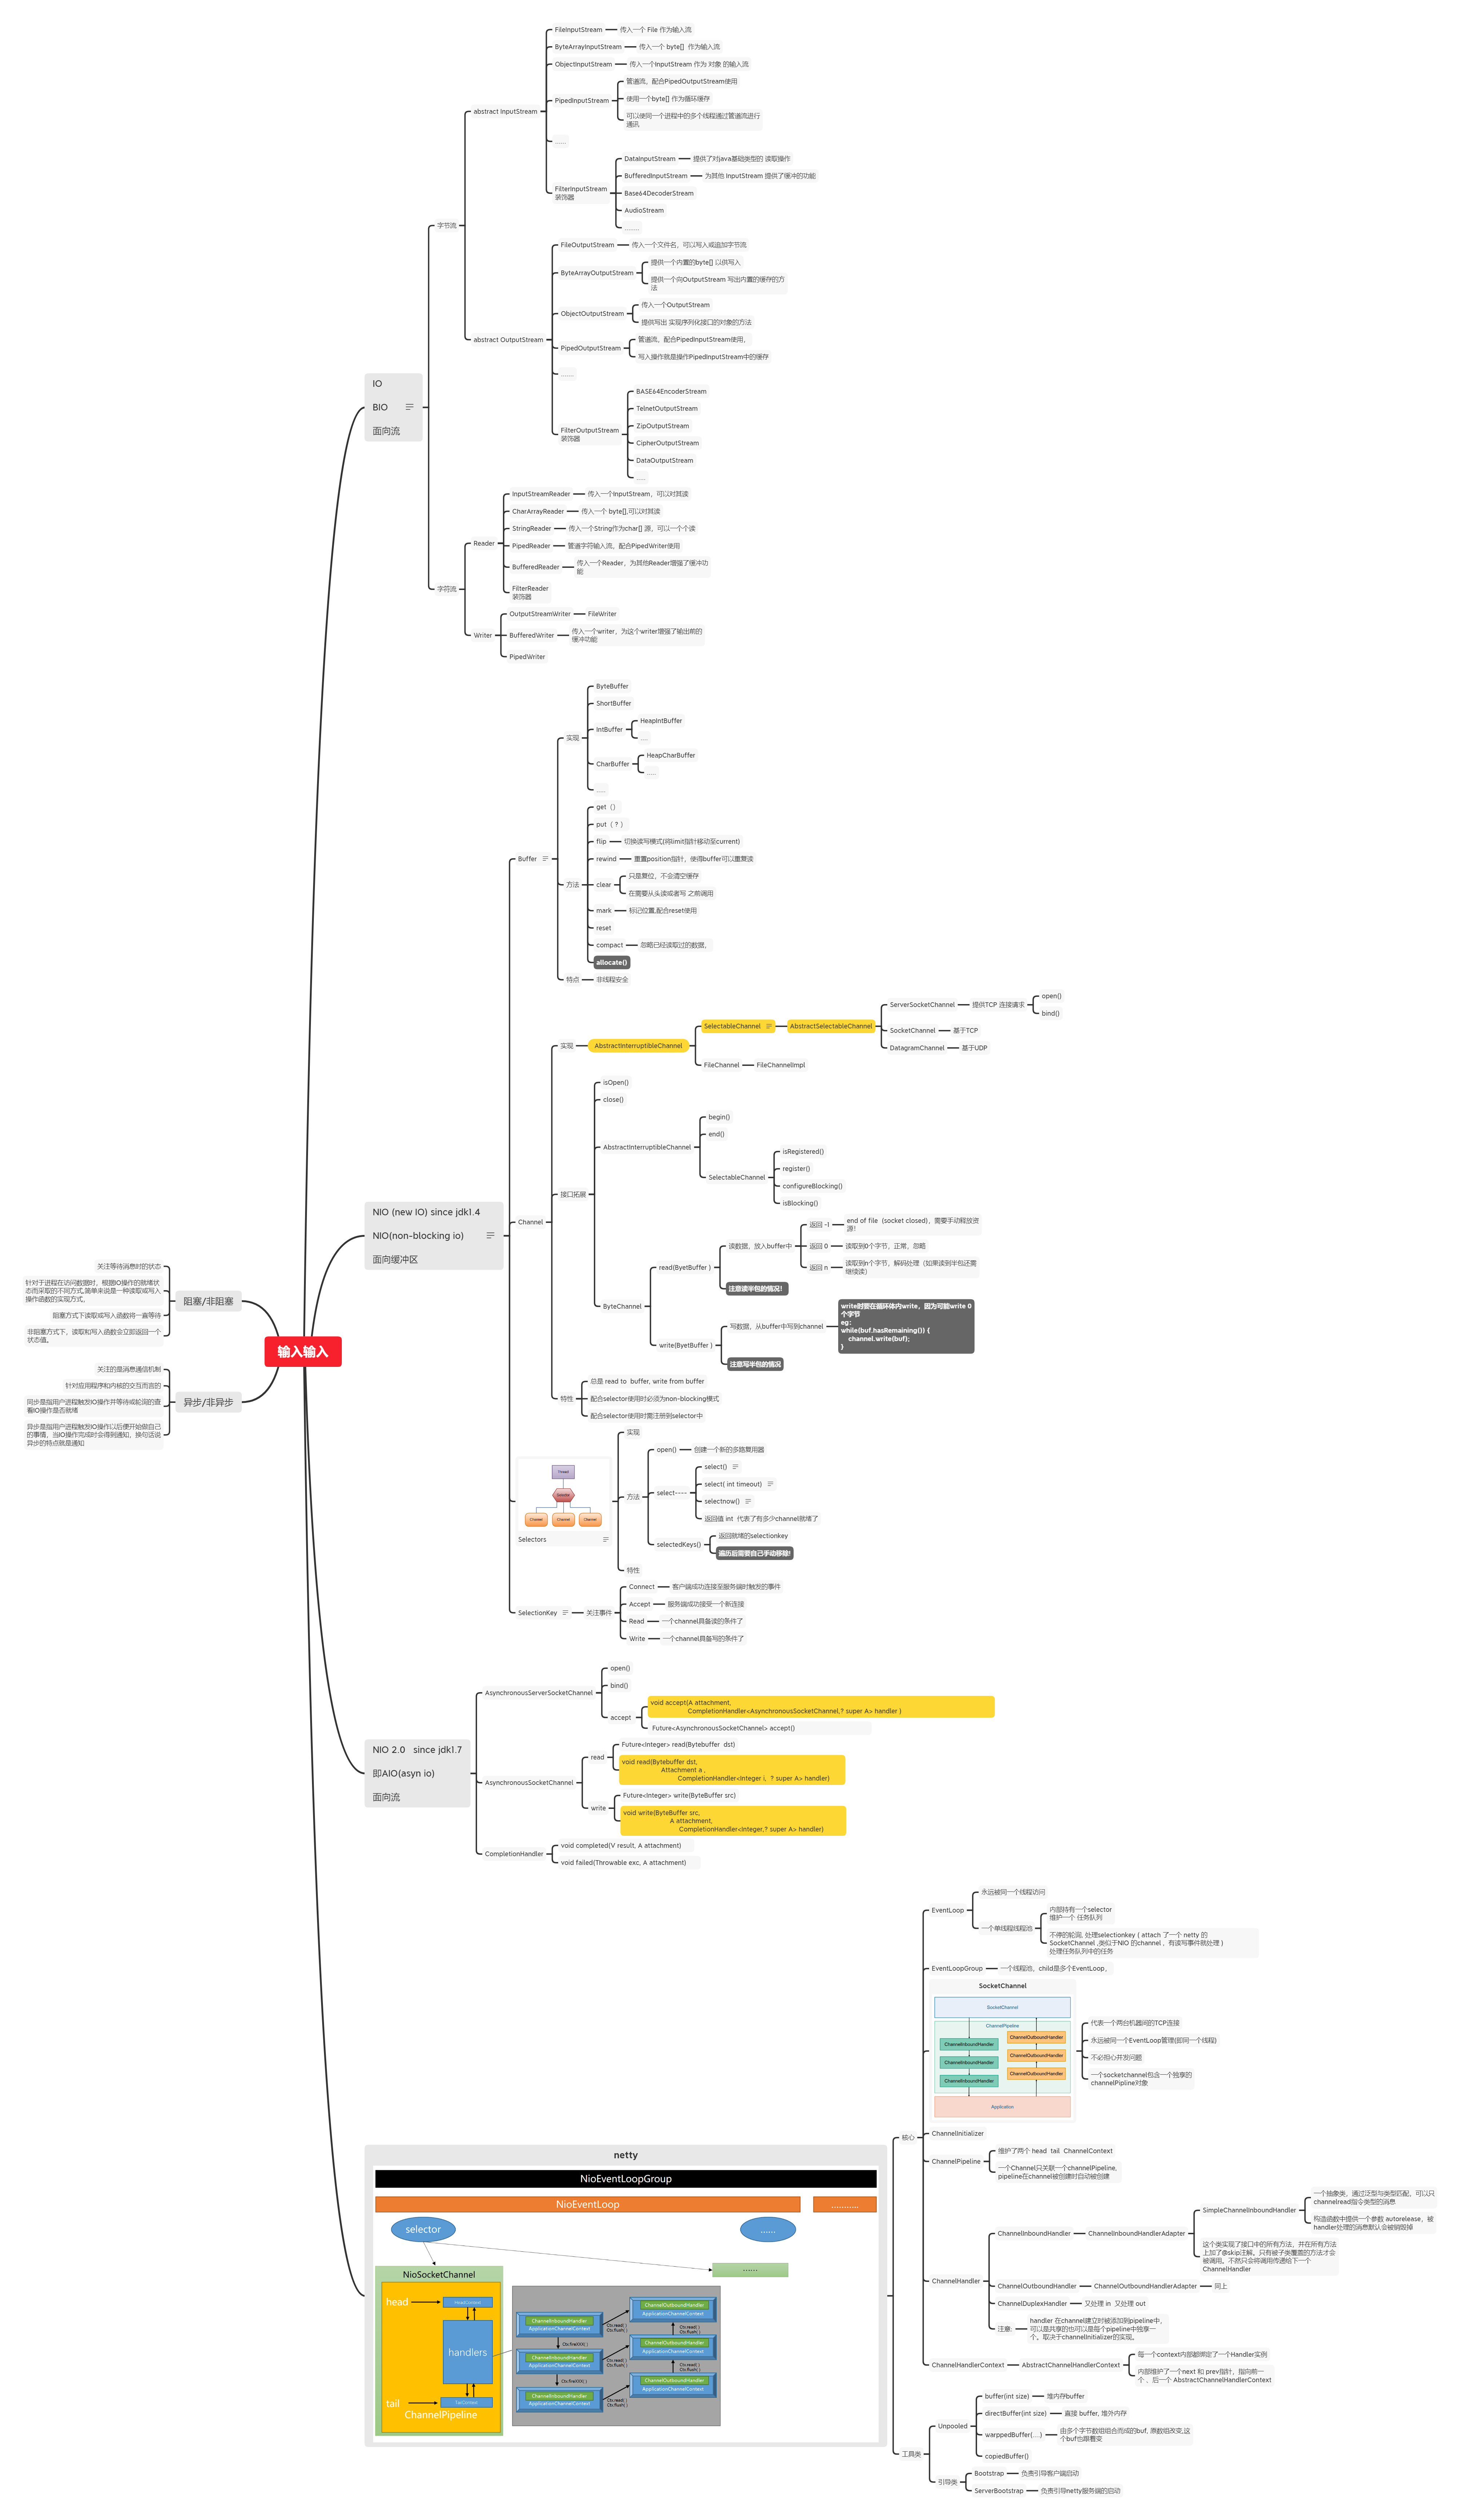 FileInputStream
传入一个 File 作为输入流
ByteArrayInputStream
传入一个 byte[] 作为输入流
ObjectInputStream
传入一个InputStream 作为 对象 的输入流
PipedInputStream
管道流，配合PipedOutputStream使用
使用一个byte[] 作为循环缓存
可以使同一个进程中的多个线程通过管道流进行
通讯
abstract InputStream
......
FilterInputStream
装饰器
DataInputStream
提供了对java基础类型的 读取操作
BufferedInputStream
为其他 InputStream 提供了缓冲的功能
Base64DecoderStream
AudioStream
.......
字节流
FileOutputStream
传入一个文件名，可以写入或追加字节流
ByteArrayOutputStream
提供一个内置的byte[] 以供写入
提供一个向OutputStream 写出内置的缓存的方
法
ObjectOutputStream
传入一个OutputStream
提供写出 实现序列化接口的对象的方法
abstract OutputStream
PipedOutputStream
管道流，配合PipedInputStream使用，
写入操作就是操作PipedInputStream中的缓存
.......
FilterOutputStream
装饰器
BASE64EncoderStream
TelnetOutputStream
ZipOutputStream
CipherOutputStream
DataOutputStream
.....
IO
BIO
面向流
字符流
Reader
InputStreamReader
传入一个InputStream，可以对其读
CharArrayReader
传入一个 byte[],可以对其读
StringReader
传入一个String作为char[] 源，可以一个个读
PipedReader
管道字符输入流，配合PipedWriter使用
BufferedReader
传入一个Reader，为其他Reader增强了缓冲功
能
FilterReader
装饰器
Writer
OutputStreamWriter
FileWriter
BufferedWriter
传入一个writer，为这个writer增强了输出前的
缓冲功能
PipedWriter
Buffer
实现
ByteBuffer
ShortBuffer
IntBuffer
HeapIntBuffer
....
CharBuffer
HeapCharBuffer
.....
.....
方法
get（）
put（？）
flip
切换读写模式(将limit指针移动至current)
rewind
重置position指针，使得buffer可以重复读
clear
只是复位，不会清空缓存
在需要从头读或者写 之前调用
mark
标记位置,配合reset使用
reset
compact
忽略已经读取过的数据，
allocate()
特点
非线程安全
NIO (new IO) since jdk1.4
NIO(non-blocking io)
面向缓冲区
Channel
实现
AbstractInterruptibleChannel
SelectableChannel
AbstractSelectableChannel
ServerSocketChannel
提供TCP 连接请求
open()
bind()
SocketChannel
基于TCP
DatagramChannel
基于UDP
FileChannel
FileChannelImpl
接口拓展
isOpen()
close()
AbstractInterruptibleChannel
begin()
end()
SelectableChannel
isRegistered()
register()
configureBlocking()
isBlocking()
ByteChannel
read(ByetBuffer )
读数据，放入buffer中
返回 -1
end of file（socket closed)，需要手动释放资
源！
返回 0
读取到0个字节，正常，忽略
返回 n
读取到n个字节，解码处理（如果读到半包还需
继续读）
注意读半包的情况！
write(ByetBuffer )
写数据，从buffer中写到channel
write时要在循环体内write，因为可能write 0
个字节
eg：
while(buf.hasRemaining()) {
channel.write(buf);
}
注意写半包的情况
特性
总是 read to buffer, write from buffer
配合selector使用时必须为non-blocking模式
配合selector使用时需注册到selector中
Thread
Selector
Channel
Channel
Channel
Selectors
实现
方法
open()
创建一个新的多路复用器
select----
select()
select( int timeout)
selectnow()
返回值 int 代表了有多少channel就绪了
selectedKeys()
返回就绪的selectionkey
遍历后需要自己手动移除!
特性
SelectionKey
关注事件
Connect
客户端成功连接至服务端时触发的事件
Accept
服务端成功接受一个新连接
Read
一个channel具备读的条件了
Write
一个channel具备写的条件了
输入输入
阻塞/非阻塞
关注等待消息时的状态
针对于进程在访问数据时，根据IO操作的就绪状
态而采取的不同方式,简单来说是一种读取或写入
操作函数的实现方式，
阻塞方式下读取或写入函数将一直等待
非阻塞方式下，读取和写入函数会立即返回一个
状态值。
异步/非异步
关注的是消息通信机制
针对应用程序和内核的交互而言的
同步是指用户进程触发IO操作并等待或轮询的查
看IO操作是否就绪
异步是指用户进程触发IO操作以后便开始做自己
的事情，当IO操作完成时会得到通知，换句话说
异步的特点就是通知
NIO 2.0 since jdk1.7
即AIO(asyn io)
面向流
AsynchronousServerSocketChannel
open()
bind()
accept
void accept(A attachment,
CompletionHandler<AsynchronousSocketChannel,? super A> handler )
Future<AsynchronousSocketChannel> accept()
AsynchronousSocketChannel
read
Future<Integer> read(Bytebuffer dst)
void read(Bytebuffer dst,
Attachment a ,
CompletionHandler<Integer i, ? super A> handler)
write
Future<Integer> write(ByteBuffer src)
void write(ByteBuffer src,
A attachment,
CompletionHandler<Integer,? super A> handler)
CompletionHandler
void completed(V result, A attachment)
void failed(Throwable exc, A attachment)
netty
NioEventLoopGroup
NioEventLoop
...........
selector
......
......
NioSocketChannel
head
HeadContext
handlers
tail
TailContext
ChannelPipeline
ChannelInboundHandler
ApplicationChannelContext
Ctx.fireXXX( )
ChannelInboundHandler
ApplicationChannelContext
Ctx.fireXXX( )
ChannelInboundHandler
ApplicationChannelContext
Ctx.read( )
Ctx.flush( )
Ctx.read( )
Ctx.flush( )
Ctx.read( )
Ctx.flush( )
ChannelOutboundHandler
ApplicationChannelContext
Ctx.read( )
Ctx.flush( )
ChannelOutboundHandler
ApplicationChannelContext
Ctx.read( )
Ctx.flush( )
ChannelOutboundHandler
ApplicationChannelContext
核心
EventLoop
永远被同一个线程访问
一个单线程线程池
内部持有一个selector
维护一个 任务队列
不停的轮询, 处理selectionkey ( attach 了一个 netty 的
SocketChannel ,类似于NIO 的channel ，有读写事件就处理 )
处理任务队列中的任务
EventLoopGroup
一个线程池，child是多个EventLoop，
SocketChannel
SocketChannel
ChannelPipeline
ChannelInboundHandler
ChannelInboundHandler
ChannelInboundHandler
ChannelOutboundHandler
ChannelOutboundHandler
ChannelOutboundHandler
Application
代表一个两台机器间的TCP连接
永远被同一个EventLoop管理(即同一个线程)
不必担心并发问题
一个socketchannel包含一个独享的
channelPipline对象
ChannelInitializer
ChannelPipeline
维护了两个 head tail ChannelContext
一个Channel只关联一个channelPipeline,
pipeline在channel被创建时自动被创建
ChannelHandler
ChannelInboundHandler
ChannelInboundHandlerAdapter
SimpleChannelInboundHandler
一个抽象类，通过泛型与类型匹配，可以只
channelread指令类型的消息
构造函数中提供一个参数 autorelease，被
handler处理的消息默认会被销毁掉
这个类实现了接口中的所有方法，并在所有方法
上加了@skip注解，只有被子类覆盖的方法才会
被调用，不然只会将调用传递给下一个
ChannelHandler
ChannelOutboundHandler
ChannelOutboundHandlerAdapter
同上
ChannelDuplexHandler
又处理 in 又处理 out
注意:
handler 在channel建立时被添加到pipeline中，
可以是共享的也可以是每个pipeline中独享一
个，取决于channelInitializer的实现。
ChannelHandlerContext
AbstractChannelHandlerContext
每一个context内部都绑定了一个Handler实例
内部维护了一个next 和 prev指针，指向前一
个 、后一个 AbstractChannelHandlerContext
工具类
Unpooled
buffer(int size)
堆内存buffer
directBuffer(int size)
直接 buffer, 堆外内存
warppedBuffer(....)
由多个字节数组组合而成的buf, 原数组改变,这
个buf也跟着变
copiedBuffer()
引导类
Bootstrap
负责引导客户端启动
ServerBootstrap
负责引导netty服务端的启动